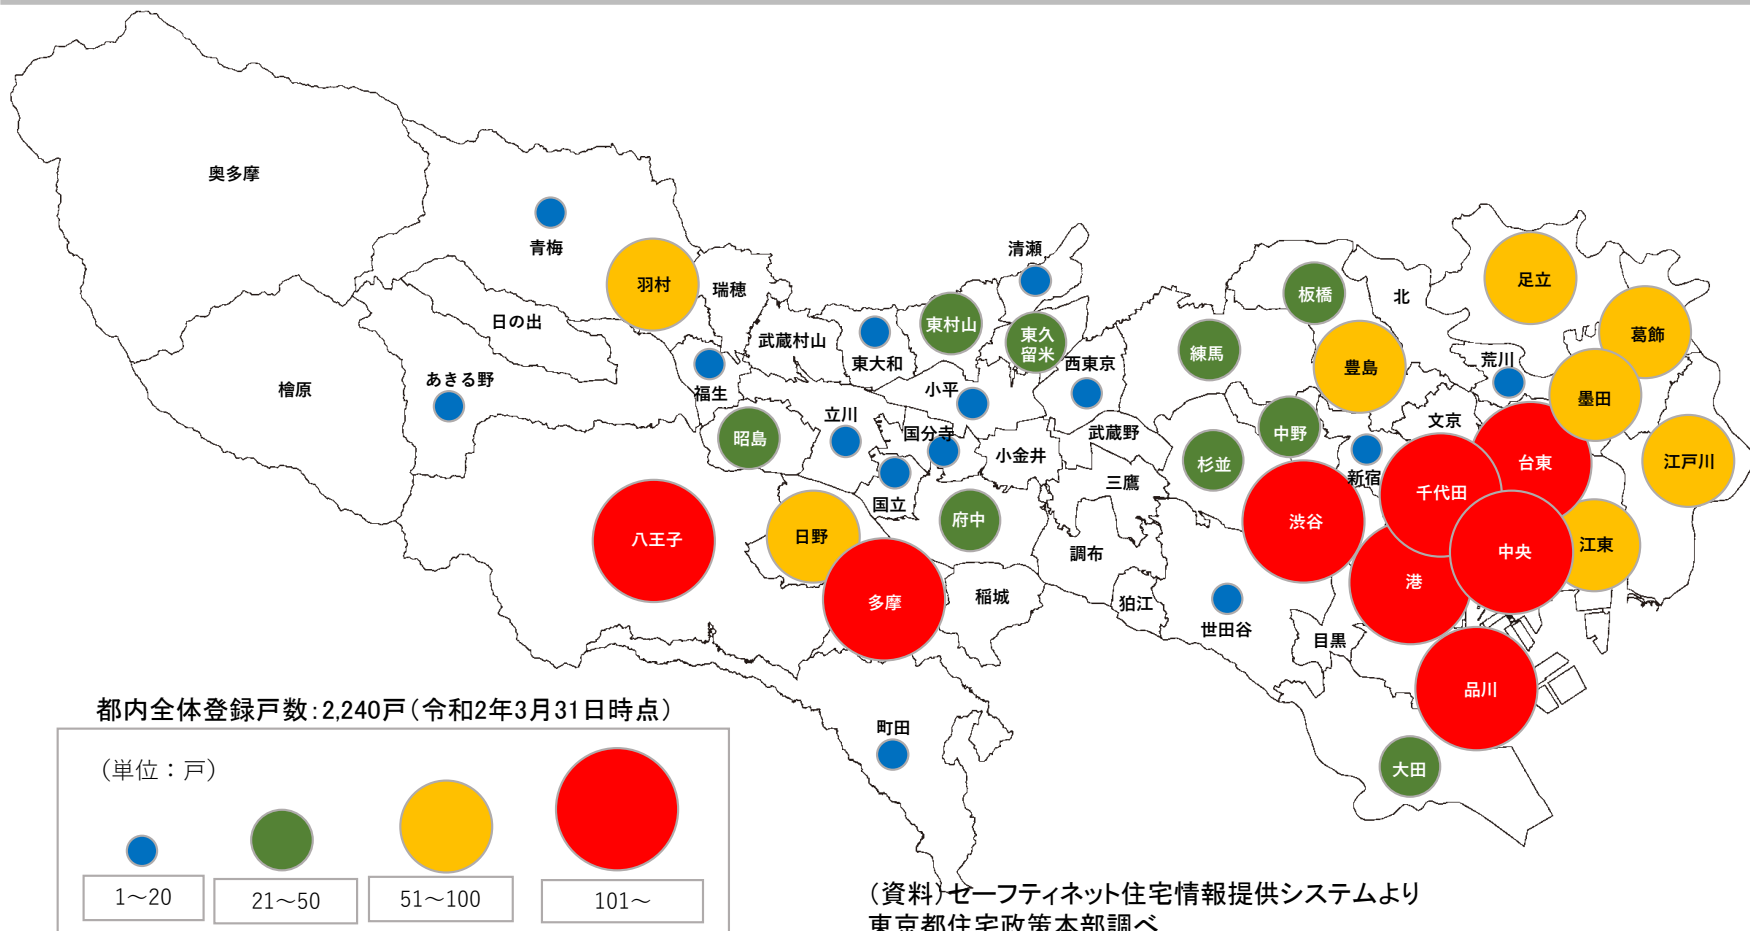 奥多摩
青梅
羽村
瑞穂
日の出
檜原
あきる野
福生
武蔵村山
東大和
東村山
清瀬
東久
留米
西東京
小平
昭島
立川
国分寺
国立
小金井
武蔵野
三鷹
府中
調布
狛江
稲城
八王子
日野
多摩
町田
板橋
北
足立
葛飾
練馬
豊島
荒川
墨田
文京
中野
杉並
新宿
台東
千代田
江戸川
渋谷
中央
江東
港
世田谷
目黒
品川
大田
都内全体登録戸数：2,240戸（令和2年3月31日時点）
（単位：戸）
1～20
21～50
51～100
101～
（資料）セーフティネット住宅情報提供システムより
東京都住宅政策本部調べ